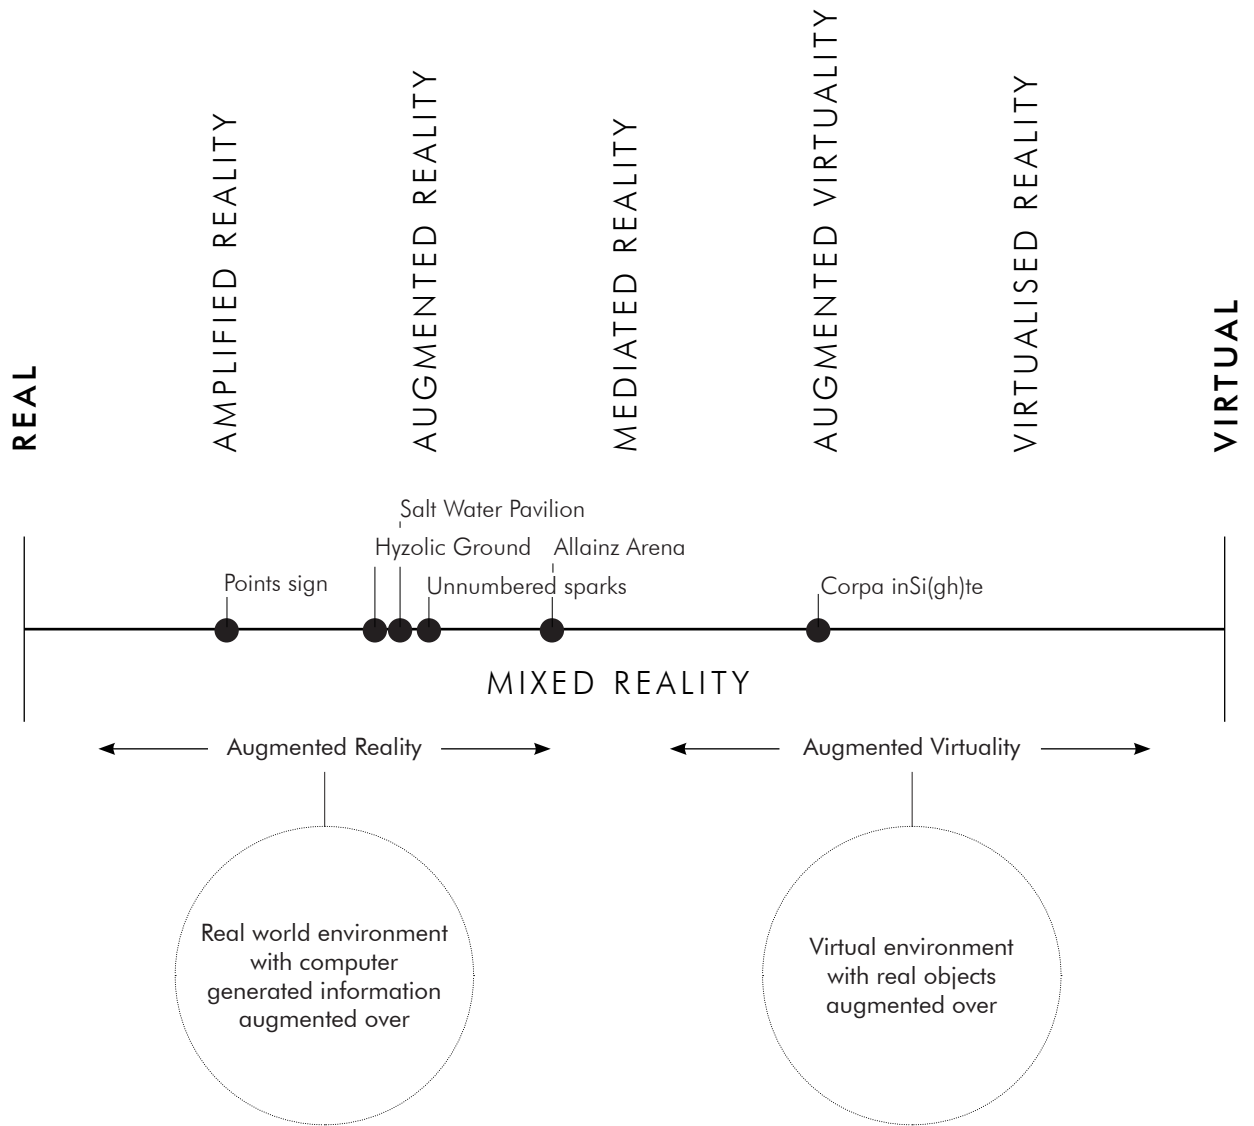 REAL
AMPLIFIED REALITY
AUGMENTED REALITY
MEDIATED REALITY
AUGMENTED VIRTUALITY
VIRTUALISED REALITY
VIRTUAL
Salt Water Pavilion
Hyzolic Ground
Allainz Arena
Points sign
Unnumbered sparks
Corpa inSi(gh)te
MIXED REALITY
Augmented Reality
Augmented Virtuality
Real world environment
with computer
generated information
augmented over
Virtual environment
with real objects
augmented over